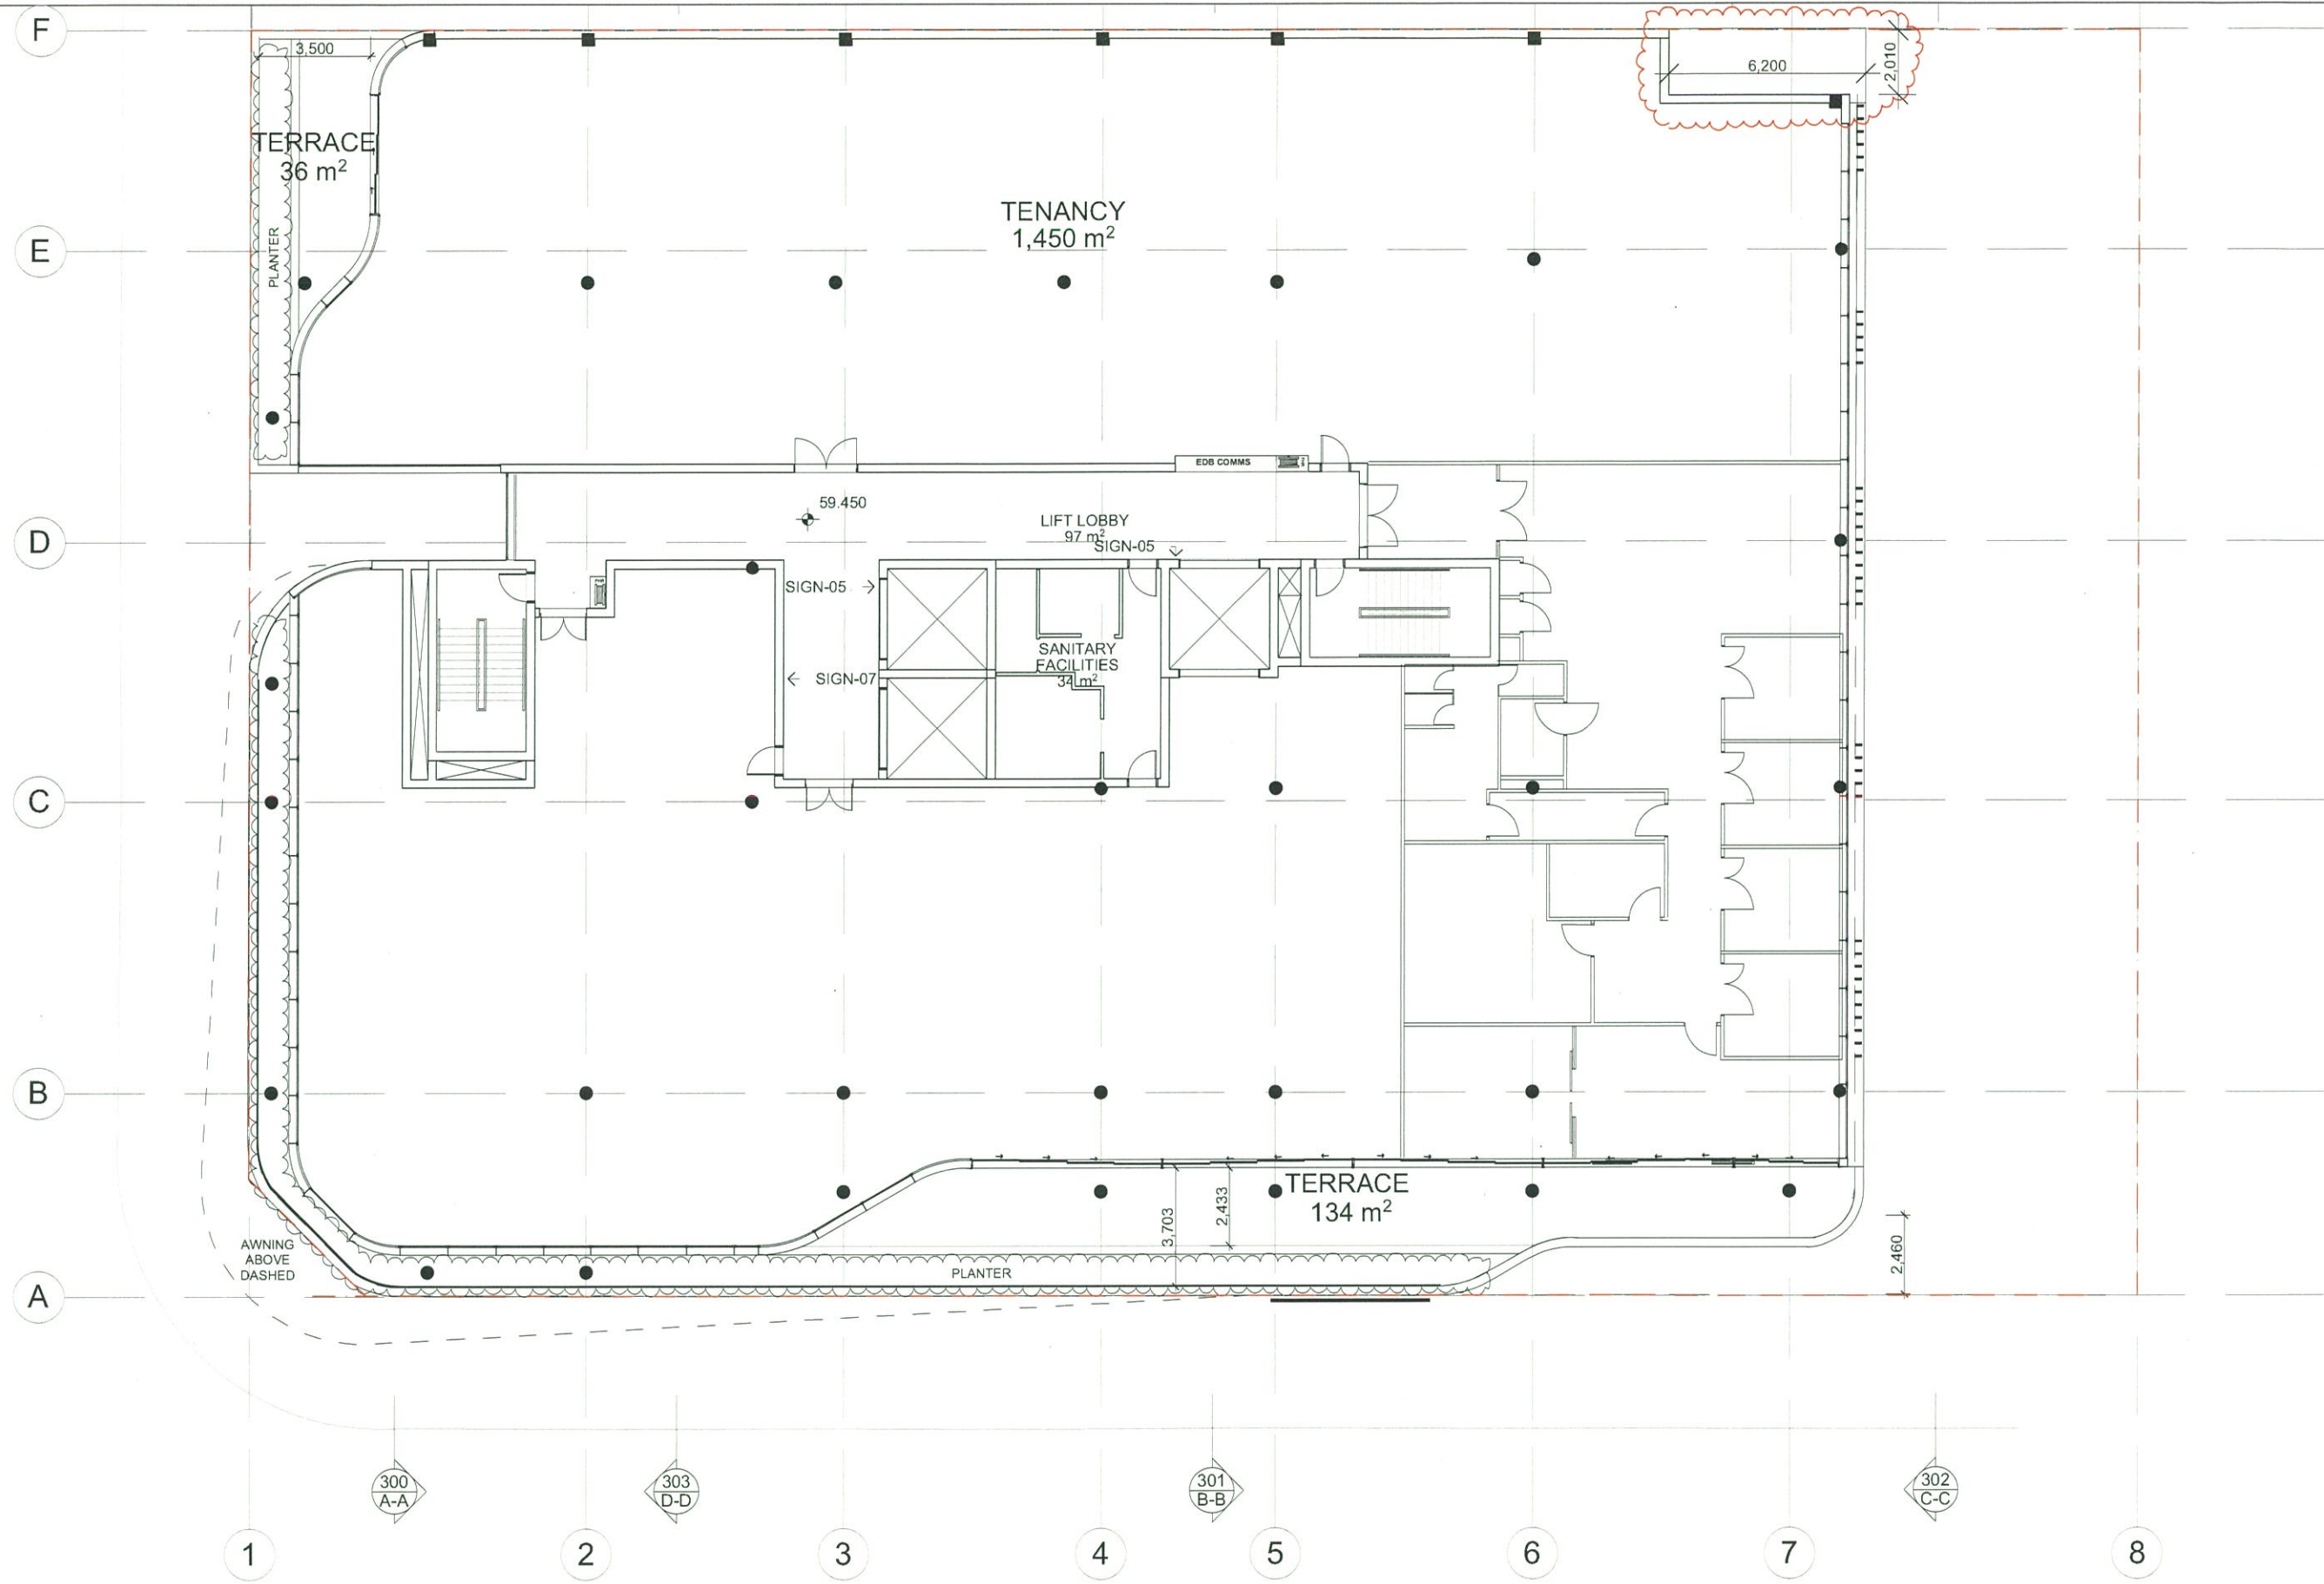 F
3,500
6,200
2,010
TERRACE
36 m²
TENANCY
1,450 m²
E
PLANTER
EDB COMMS
59.450
LIFT LOBBY
97 m²
D
SIGN-05
SIGN-05
SANITARY
FACILITIES
34 m²
SIGN-07
C
B
TERRACE
134 m²
3,703
2,433
2,460
AWNING
ABOVE
DASHED
PLANTER
A
300
A-A
303
D-D
301
B-B
302
C-C
1
2
3
4
5
6
7
8